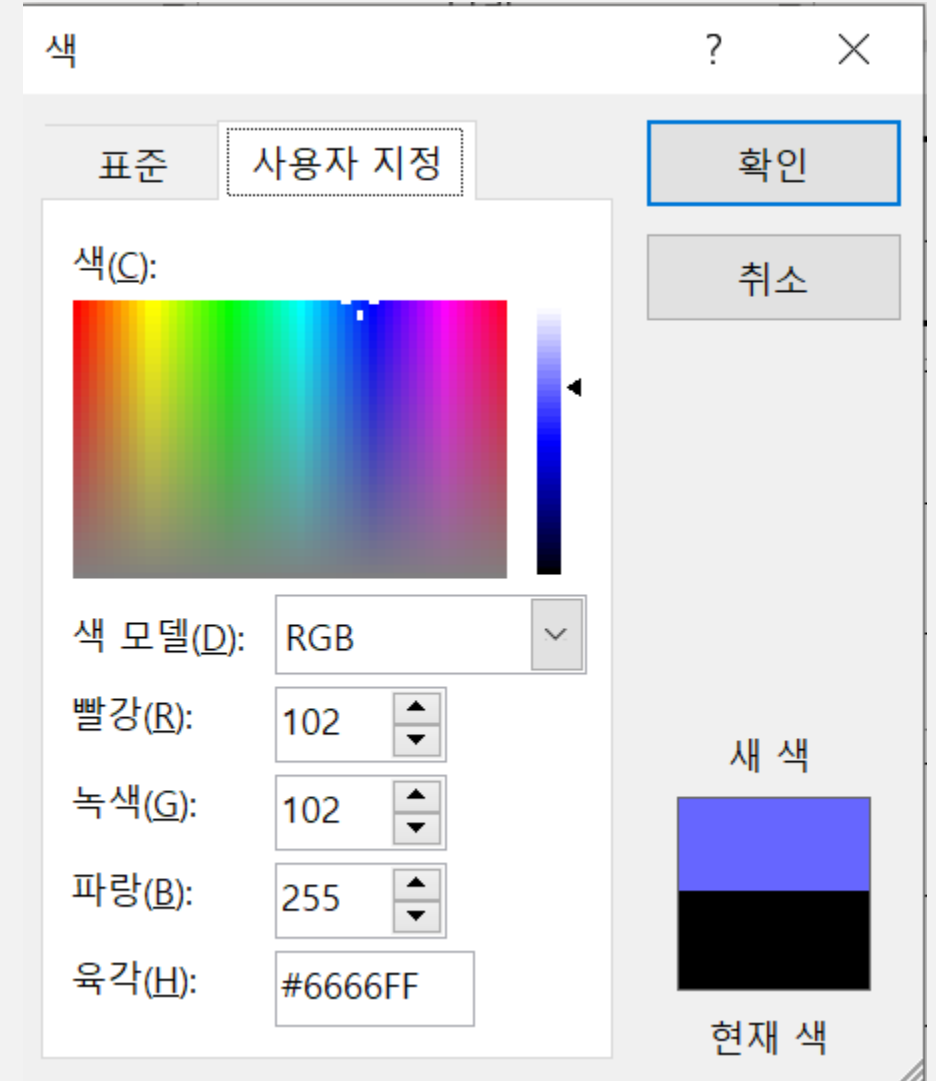 색 ?
표준 사용자 지정 확인
취소
색(C):
색 모델(D): RGB
빨강(R): 102
녹색(G): 102
파랑(B): 255
육각(H): #6666FF
새 색
현재 색